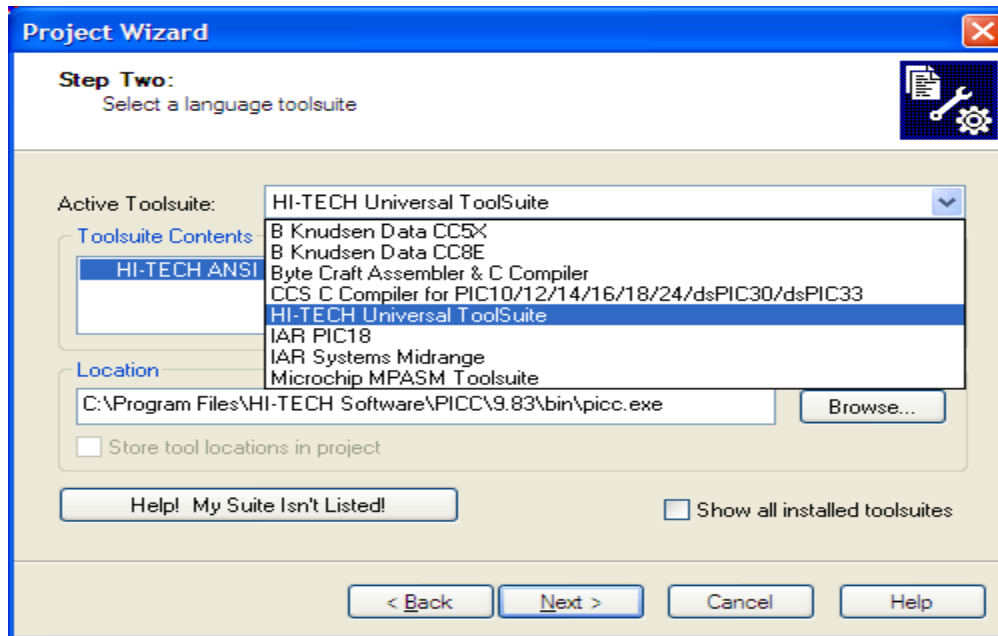 Project Wizard
Step Two:
Select a language toolsuite
Active Toolsuite: HI-TECH Universal ToolSuite
B Knudsen Data CC5X
Toolsuite Contents
B Knudsen Data CC8E
HI-TECH ANSI
Byte Craft Assembler & C Compiler
CCS C Compiler for PIC10/12/14/16/18/24/dsPIC30/dsPIC33
HI-TECH Universal ToolSuite
IAR PIC18
IAR Systems Midrange
Microchip MPASM Toolsuite
Location
C:\Program Files\HI-TECH Software\PICC\9.83\bin\picc.exe Browse...
Store tool locations in project
Help! My Suite Isn't Listed! Show all installed toolsuites
< Back Next > Cancel Help